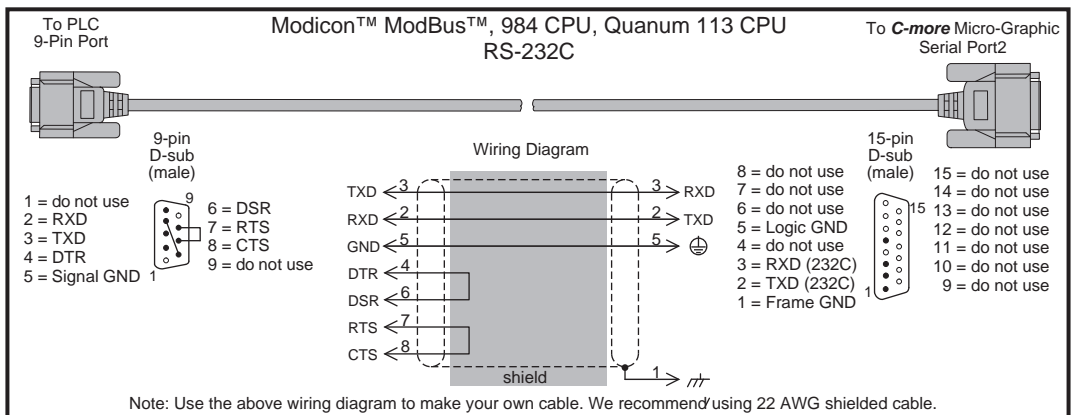 To PLC
9-Pin Port
Modicon™ ModBus™, 984 CPU, Quanum 113 CPU
RS-232C
To C-more Micro-Graphic
Serial Port2
9-pin
D-sub
(male)
1 = do not use
2 = RXD
3 = TXD
4 = DTR
5 = Signal GND
9
1
6 = DSR
7 = RTS
8 = CTS
9 = do not use
Wiring Diagram
TXD 3 3 RXD
RXD 2 2 TXD
GND 5 5
DTR 4
DSR 6
RTS 7
CTS 8
shield
1
15-pin
D-sub
(male)
8 = do not use
7 = do not use
6 = do not use
5 = Logic GND
4 = do not use
3 = RXD (232C)
2 = TXD (232C)
1 = Frame GND
15
1
15 = do not use
14 = do not use
13 = do not use
12 = do not use
11 = do not use
10 = do not use
9 = do not use
Note: Use the above wiring diagram to make your own cable. We recommend using 22 AWG shielded cable.